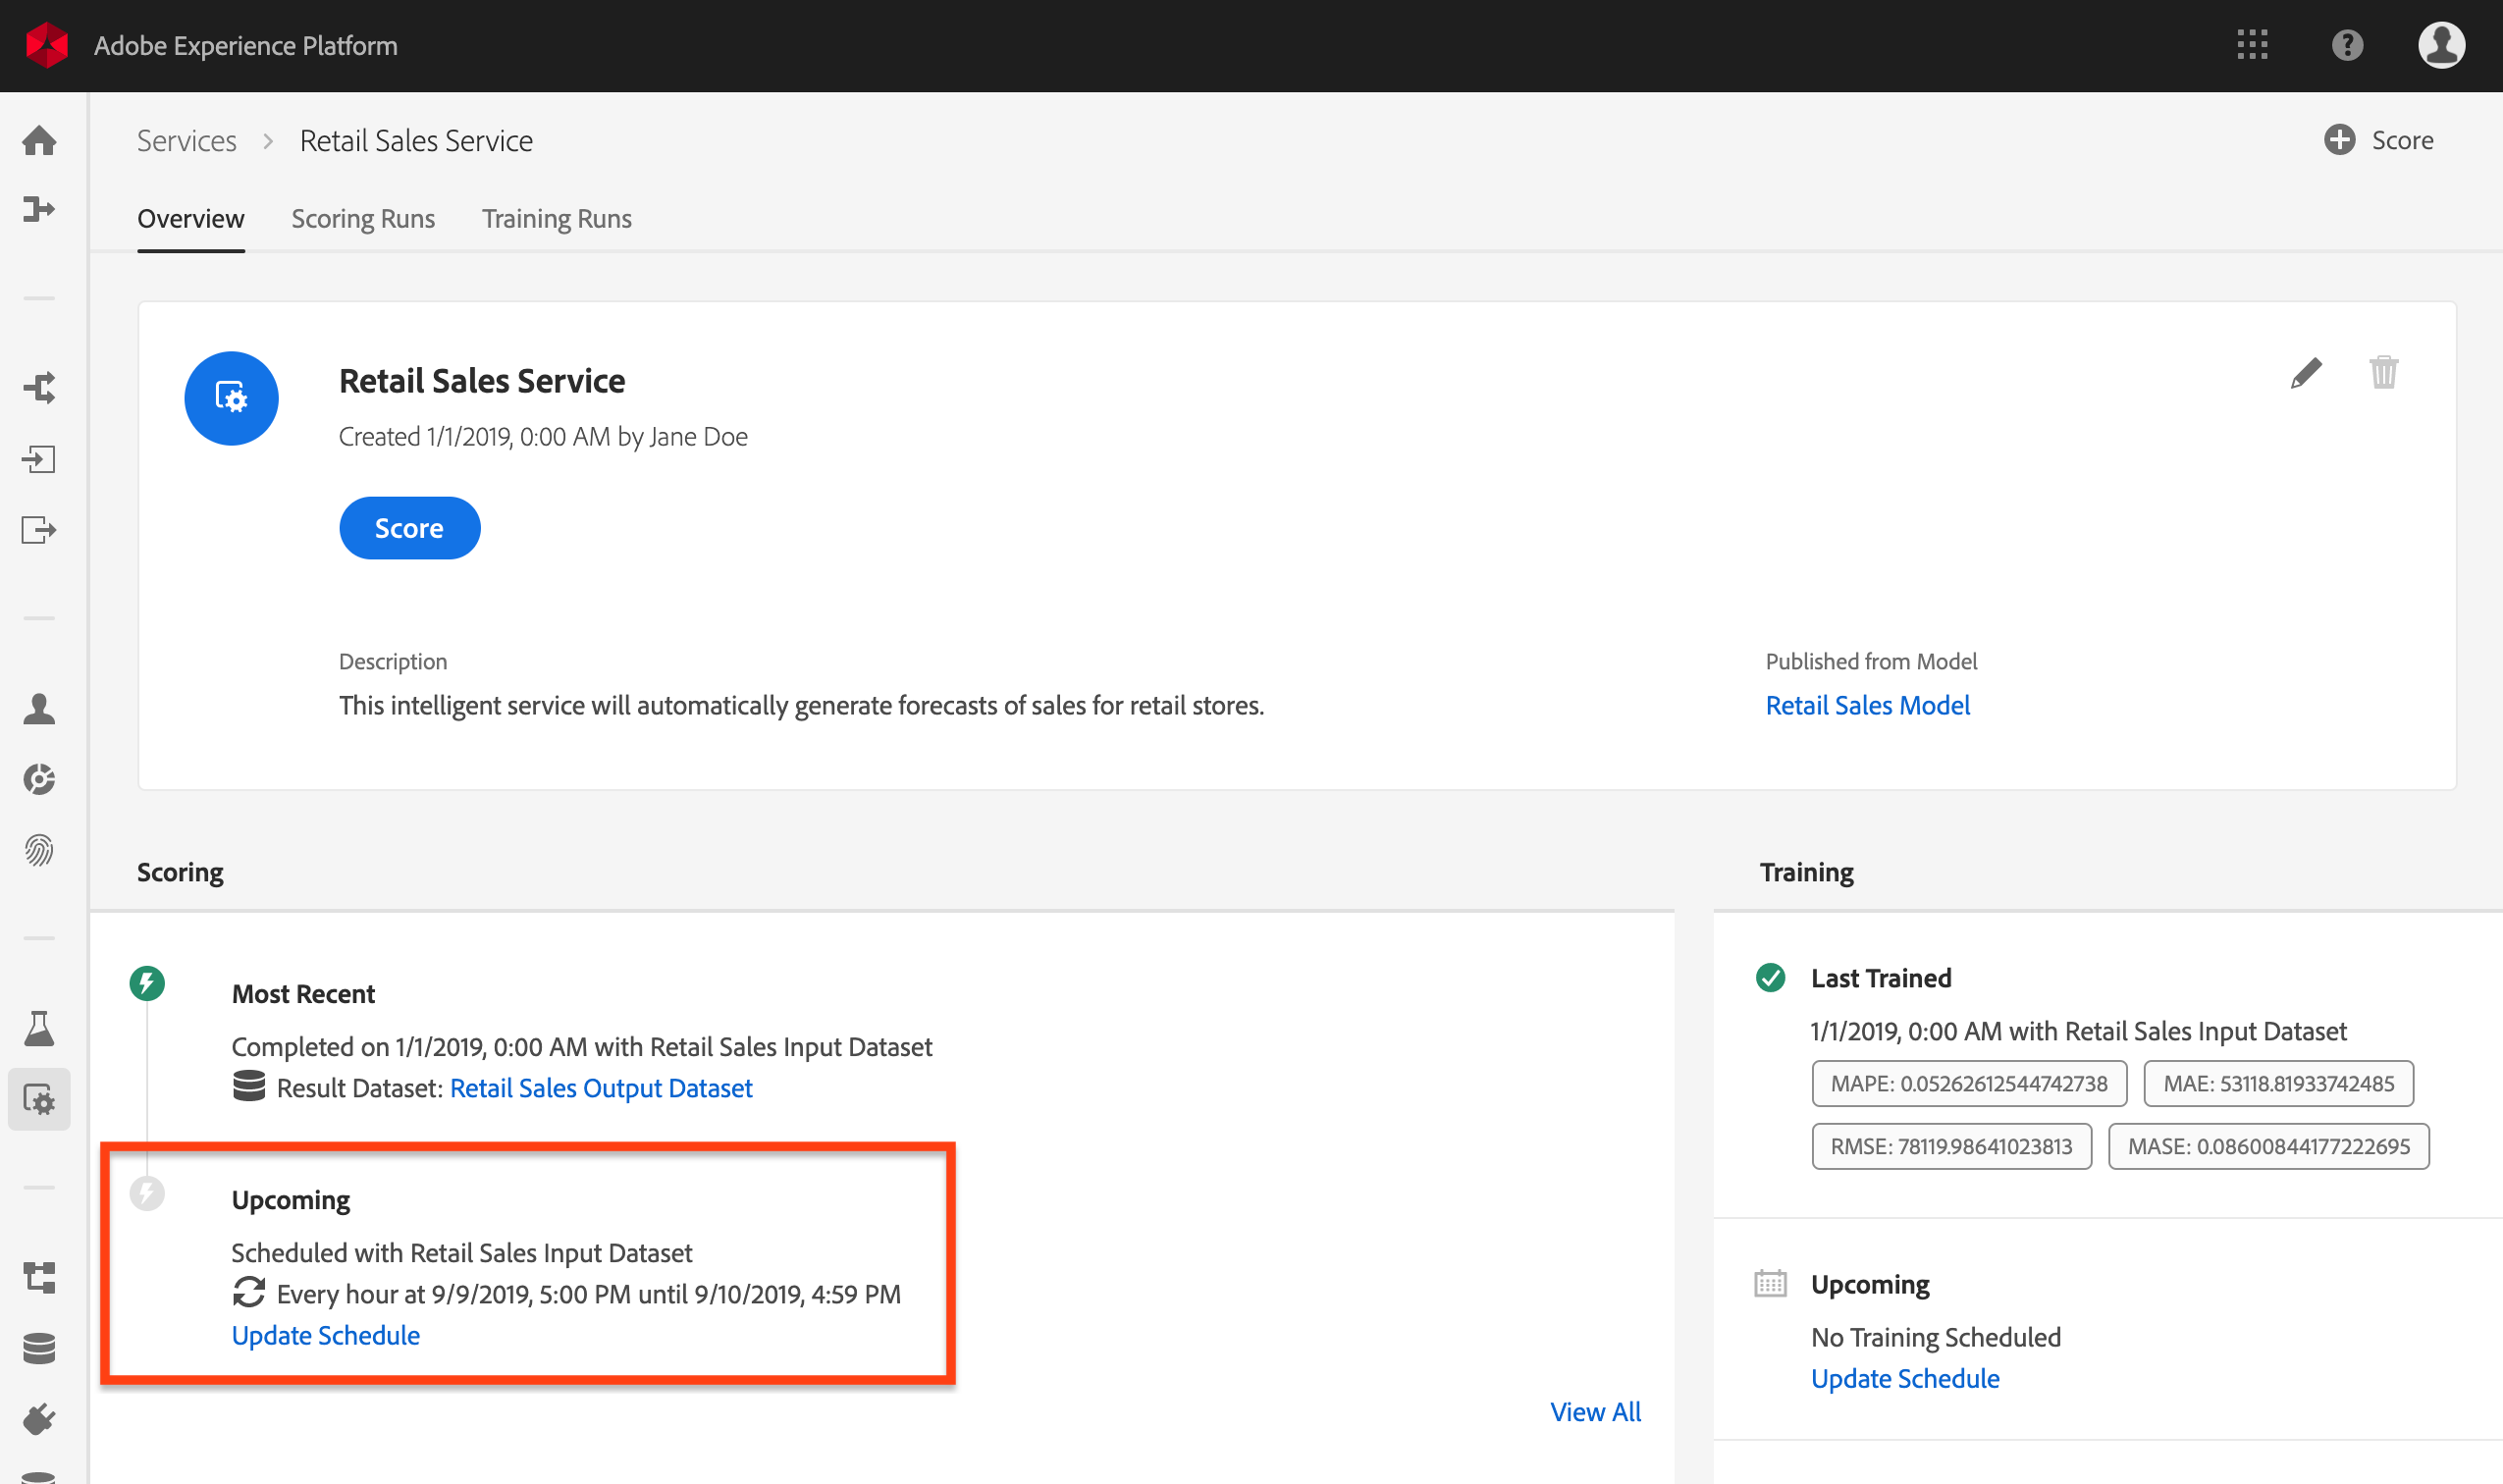 Adobe Experience Platform
?
Services > Retail Sales Service
Score
Overview Scoring Runs Training Runs
Retail Sales Service
Created 1/1/2019, 0:00 AM by Jane Doe
Score
Description
This intelligent service will automatically generate forecasts of sales for retail stores.
Published from Model
Retail Sales Model
Scoring
Most Recent
Completed on 1/1/2019, 0:00 AM with Retail Sales Input Dataset
Result Dataset: Retail Sales Output Dataset
Upcoming
Scheduled with Retail Sales Input Dataset
Every hour at 9/9/2019, 5:00 PM until 9/10/2019, 4:59 PM
Update Schedule
View All
Training
Last Trained
1/1/2019, 0:00 AM with Retail Sales Input Dataset
MAPE: 0.05262612544742738 MAE: 53118.81933742485
RMSE: 78119.98641023813 MASE: 0.08600844177222695
Upcoming
No Training Scheduled
Update Schedule